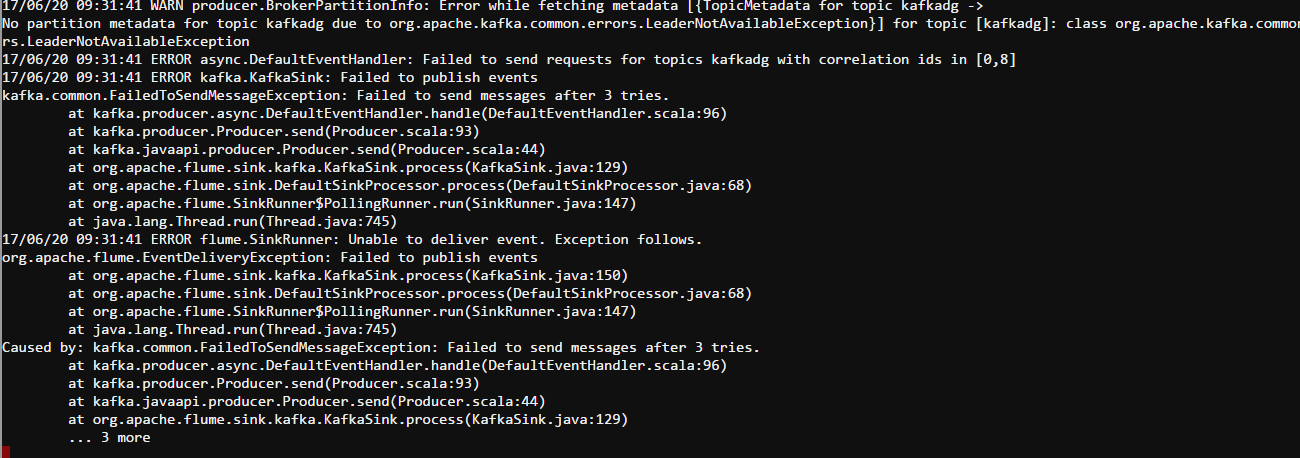 17/06/20 09:31:41 WARN producer.BrokerPartitionInfo: Error while fetching metadata [{TopicMetadata for topic kafkadg ->
No partition metadata for topic kafkadg due to org.apache.kafka.common.errors.LeaderNotAvailableException}] for topic [kafkadg]: class org.apache.kafka.common
rs.LeaderNotAvailableException
17/06/20 09:31:41 ERROR async.DefaultEventHandler: Failed to send requests for topics kafkadg with correlation ids in [0,8]
17/06/20 09:31:41 ERROR kafka.KafkaSink: Failed to publish events
kafka.common.FailedToSendMessageException: Failed to send messages after 3 tries.
        at kafka.producer.async.DefaultEventHandler.handle(DefaultEventHandler.scala:96)
        at kafka.producer.Producer.send(Producer.scala:93)
        at kafka.javaapi.producer.Producer.send(Producer.scala:44)
        at org.apache.flume.sink.kafka.KafkaSink.process(KafkaSink.java:129)
        at org.apache.flume.sink.DefaultSinkProcessor.process(DefaultSinkProcessor.java:68)
        at org.apache.flume.SinkRunner$PollingRunner.run(SinkRunner.java:147)
        at java.lang.Thread.run(Thread.java:745)
17/06/20 09:31:41 ERROR flume.SinkRunner: Unable to deliver event. Exception follows.
org.apache.flume.EventDeliveryException: Failed to publish events
        at org.apache.flume.sink.kafka.KafkaSink.process(KafkaSink.java:150)
        at org.apache.flume.sink.DefaultSinkProcessor.process(DefaultSinkProcessor.java:68)
        at org.apache.flume.SinkRunner$PollingRunner.run(SinkRunner.java:147)
        at java.lang.Thread.run(Thread.java:745)
Caused by: kafka.common.FailedToSendMessageException: Failed to send messages after 3 tries.
        at kafka.producer.async.DefaultEventHandler.handle(DefaultEventHandler.scala:96)
        at kafka.producer.Producer.send(Producer.scala:93)
        at kafka.javaapi.producer.Producer.send(Producer.scala:44)
        at org.apache.flume.sink.kafka.KafkaSink.process(KafkaSink.java:129)
        ... 3 more